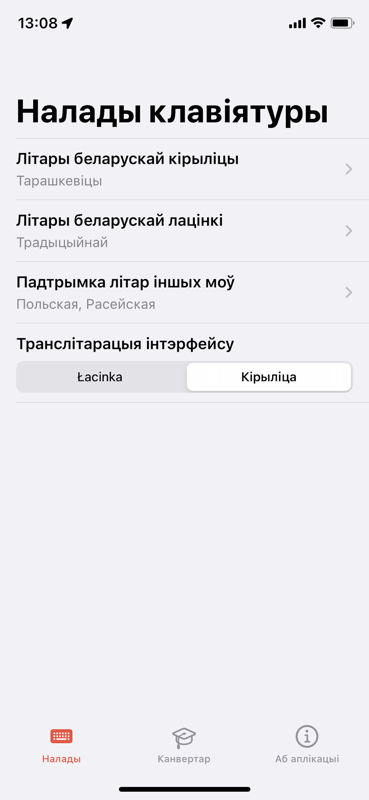 13:08
Налады клавіятуры
Літары беларускай кірыліцы
Тарашкевіцы
Літары беларускай лацінкі
Традыцыйнай
Падтрымка літар іншых моў
Польская, Расейская
Транслітарацыя інтэрфейсу
Łacinka
Кірыліца
Налады
Канвертар
Аб аплікацыі